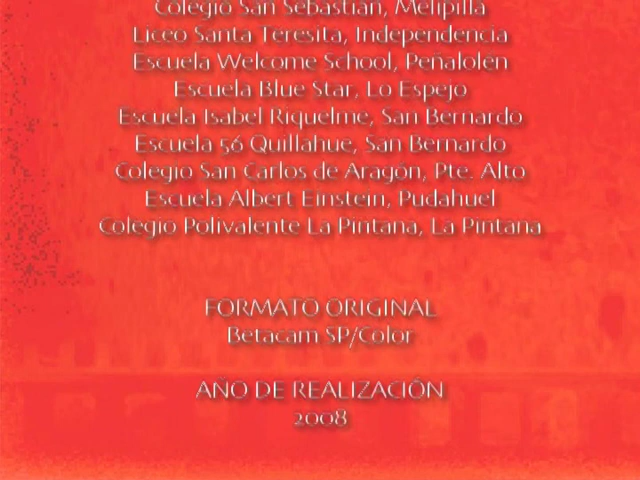 Colegio San Sebastián, Melipilla
Liceo Santa Teresita, Independencia
Escuela Welcome School, Peñalolén
Escuela Blue Star, Lo Espejo
Escuela Isabel Riquelme, San Bernardo
Escuela 56 Quillahue, San Bernardo
Colegio San Carlos de Aragón, Pte. Alto
Escuela Albert Einstein, Pudahuel
Colegio Polivalente La Pintana, La Pintana
FORMATO ORIGINAL
Betacam SP/Color
AÑO DE REALIZACIÓN
2008